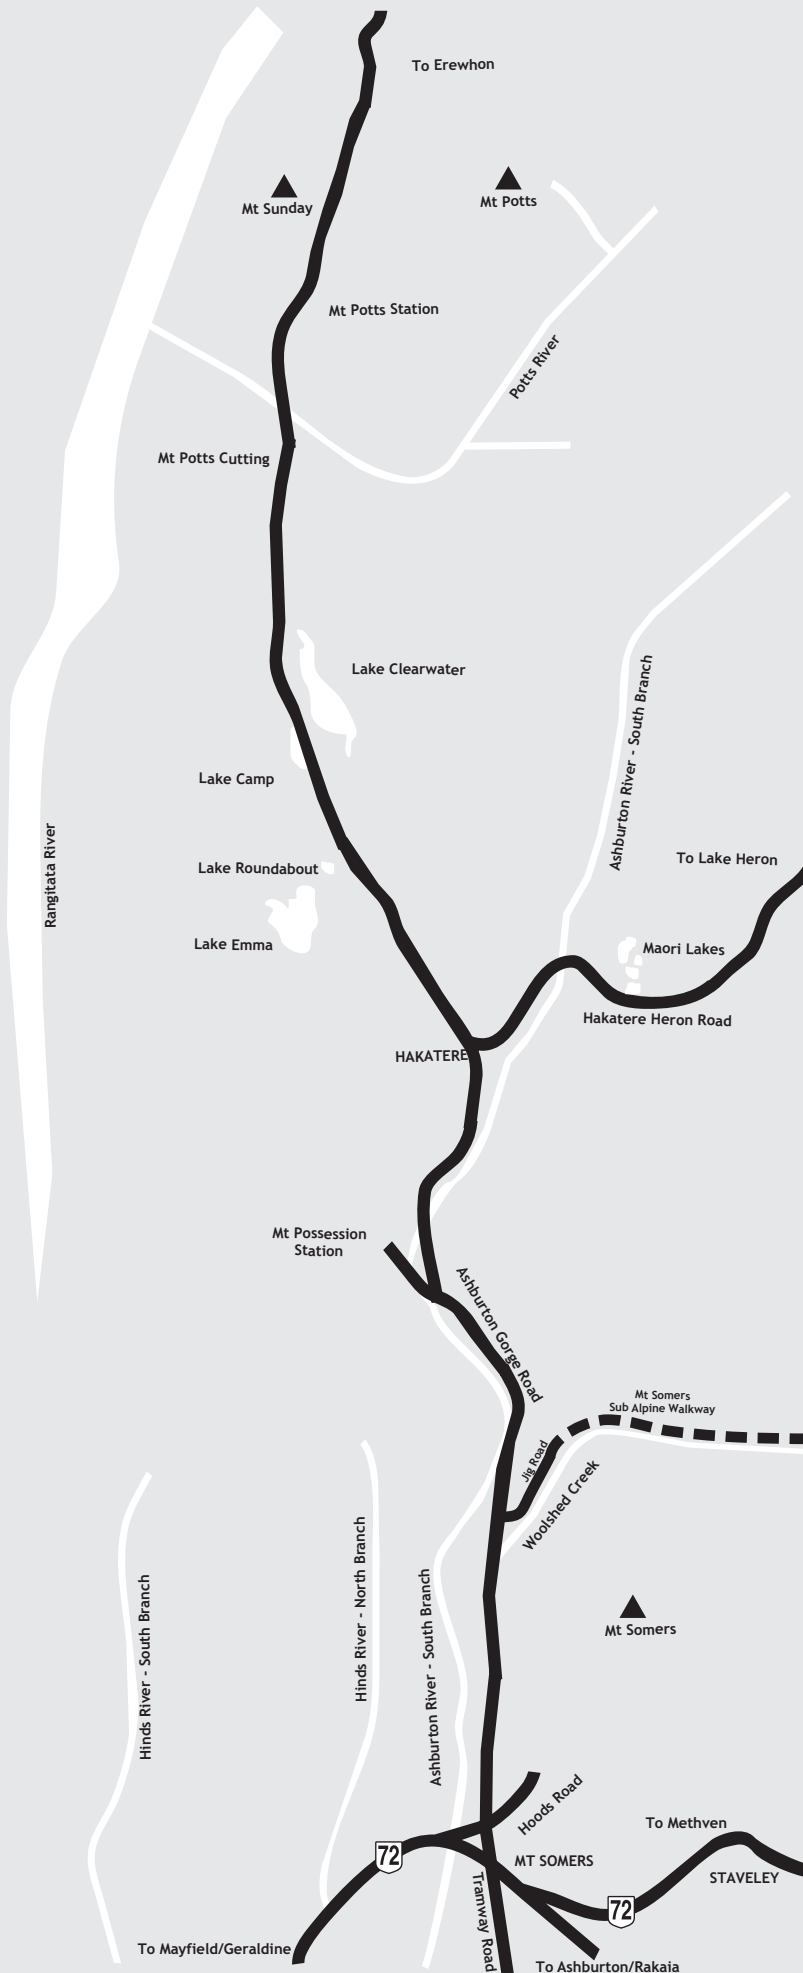 To Erewhon
Mt Sunday
Mt Potts
Mt Potts Station
Potts River
Mt Potts Cutting
Lake Clearwater
Ashburton River - South Branch
Lake Camp
Rangitata River
To Lake Heron
Lake Roundabout
Lake Emma
Maori Lakes
Hakatere Heron Road
HAKATERE
Mt Possession
Station
Ashburton Gorge Road
Mt Somers
Sub Alpine Walkway
Jig Road
Woolshed Creek
Hinds River - South Branch
Hinds River - North Branch
Ashburton River - South Branch
Mt Somers
Hoods Road
To Methven
72
MT SOMERS
STAVELEY
72
Tramway Road
To Mayfield/Geraldine
To Ashburton/Rakaia